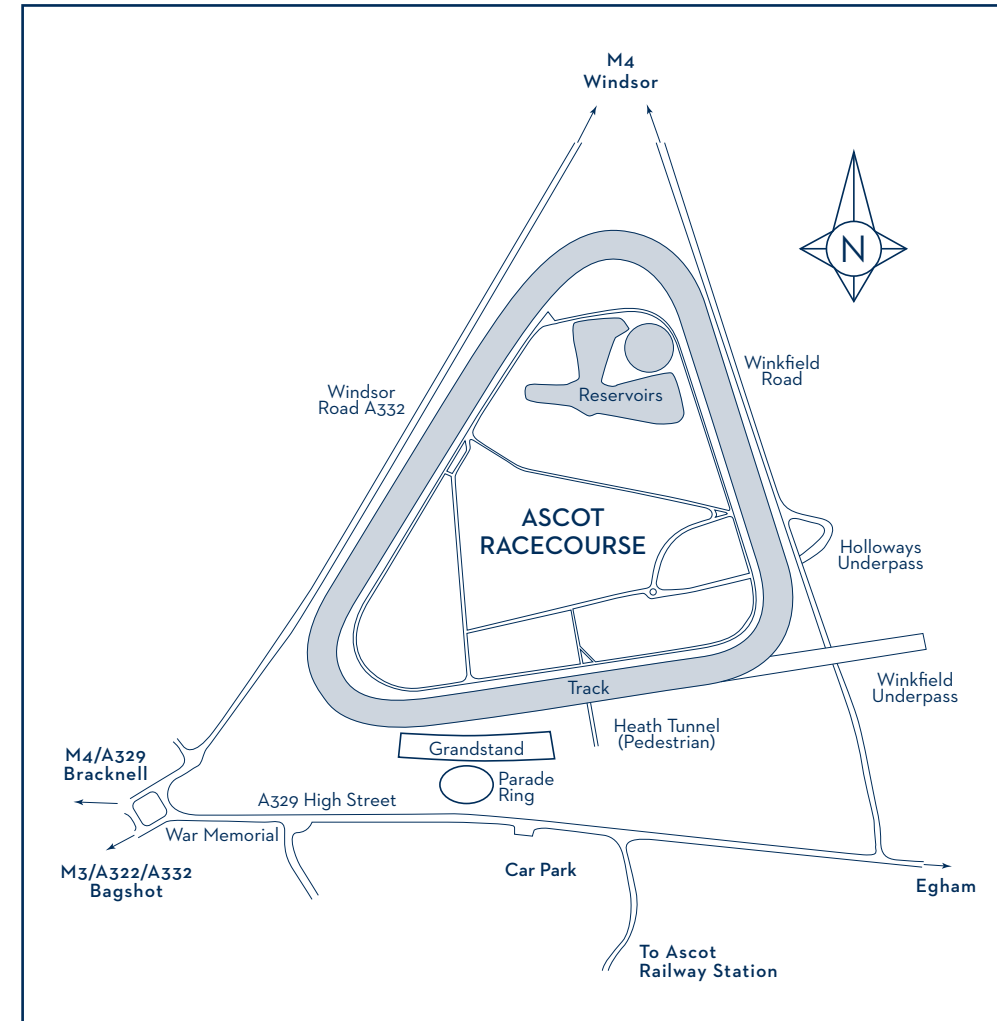 M4
Windsor
N
Winkfield
Road
Windsor
Road A332
Reservoirs
ASCOT
RACECOURSE
Holloways
Underpass
Winkfield
Underpass
Track
Heath Tunnel
(Pedestrian)
Grandstand
M4/A329
Bracknell
Parade
Ring
A329 High Street
War Memorial
M3/A322/A332
Bagshot
Car Park
Egham
To Ascot
Railway Station